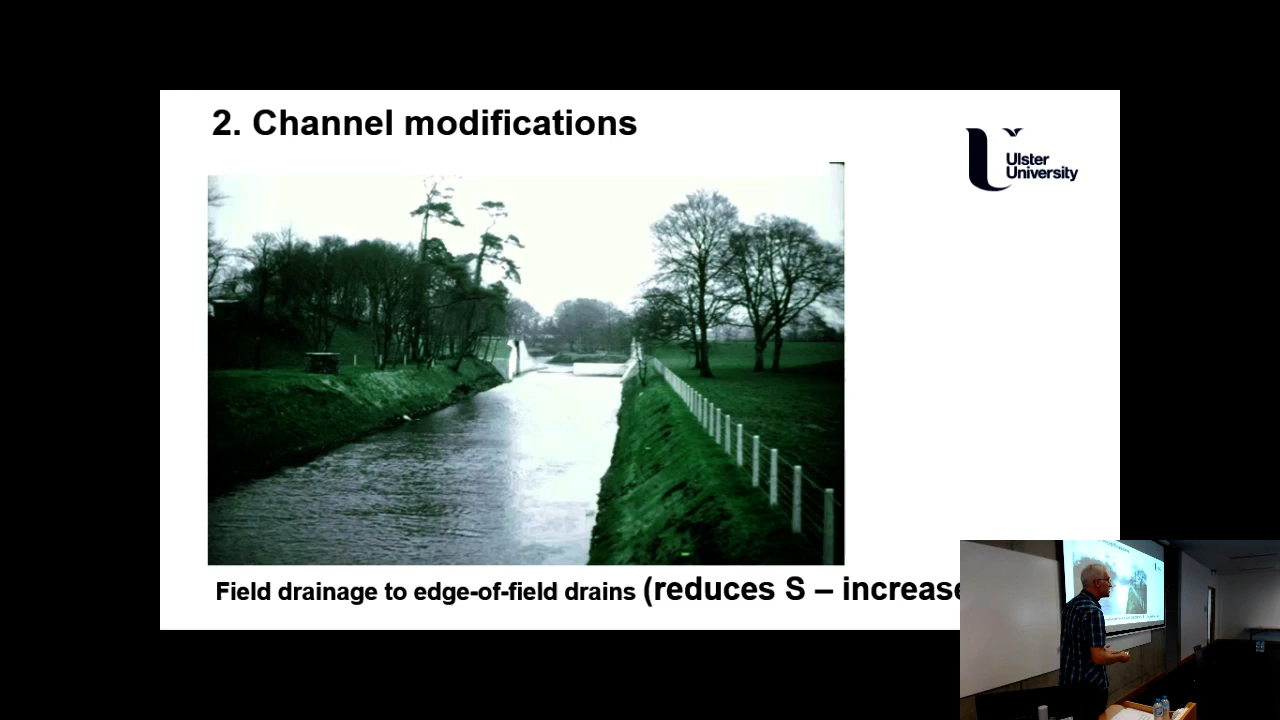 2. Channel modifications
Ulster
University
Field drainage to edge-of-field drains (reduces S – increase